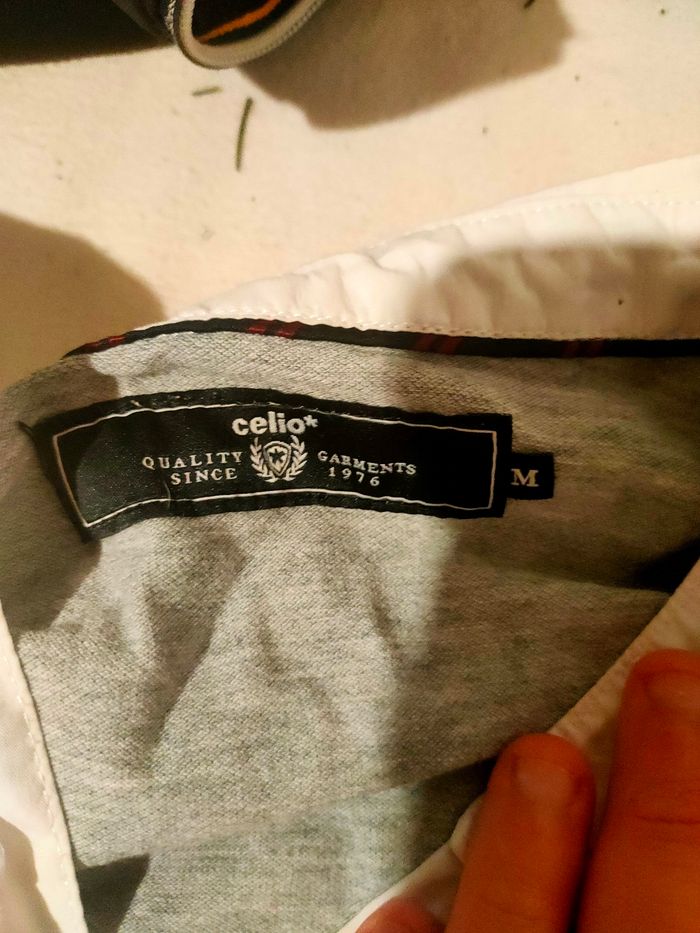 celio*
QUALITY GARMENTS
SINCE 1976
M